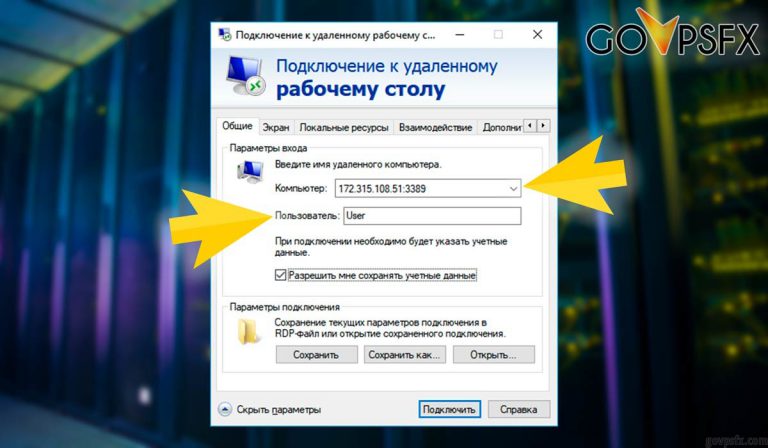 GOVPSFX
Подключение к удаленному рабочему с...
Подключение к удаленному
рабочему столу
Общие Экран Локальные ресурсы Взаимодействие Дополни
Параметры входа
Введите имя удаленного компьютера.
Компьютер: 172.315.108.51:3389
Пользователь: User
При подключении необходимо будет указать учетные
данные.
Разрешить мне сохранять учетные данные
Параметры подключения
Сохранение текущих параметров подключения в
RDP-файл или открытие сохраненного подключения.
Сохранить Сохранить как... Открыть...
Скрыть параметры Подключить Справка
govpsfx.com